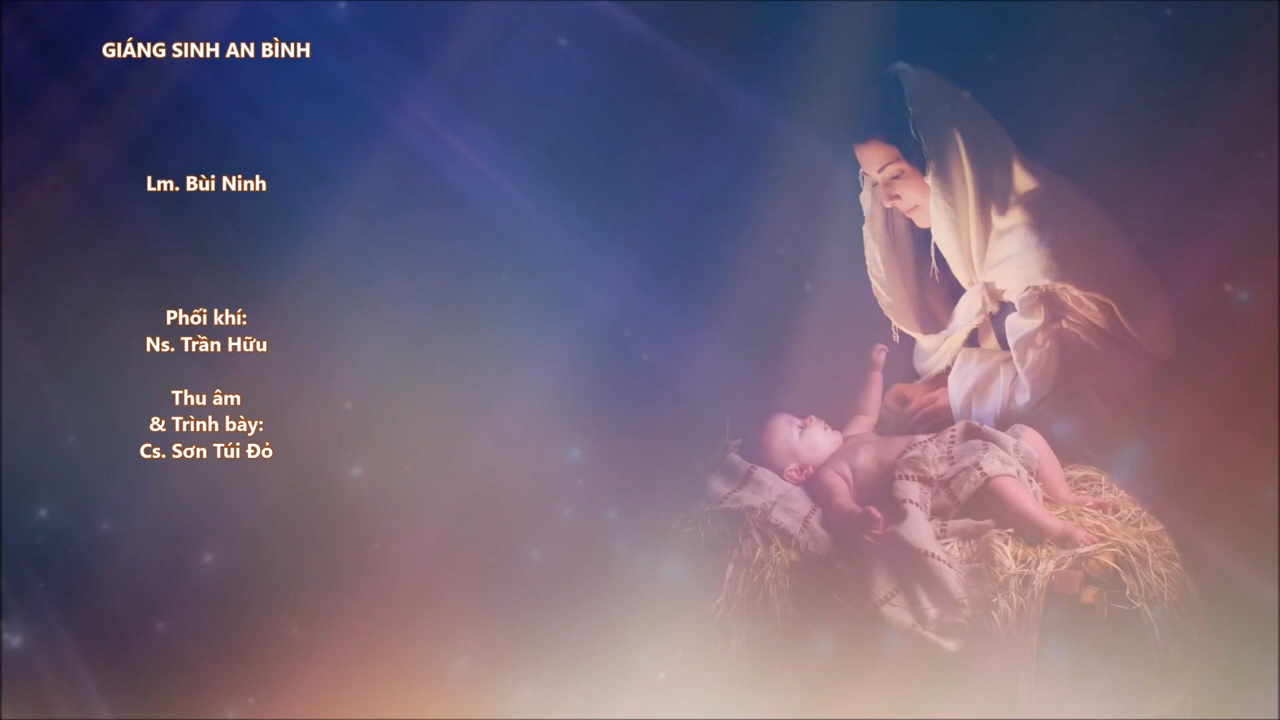 GIÁNG SINH AN BÌNH
Lm. Bùi Ninh
Phối khí:
Ns. Trần Hữu
Thu âm
& Trình bày:
Cs. Sơn Túi Đỏ